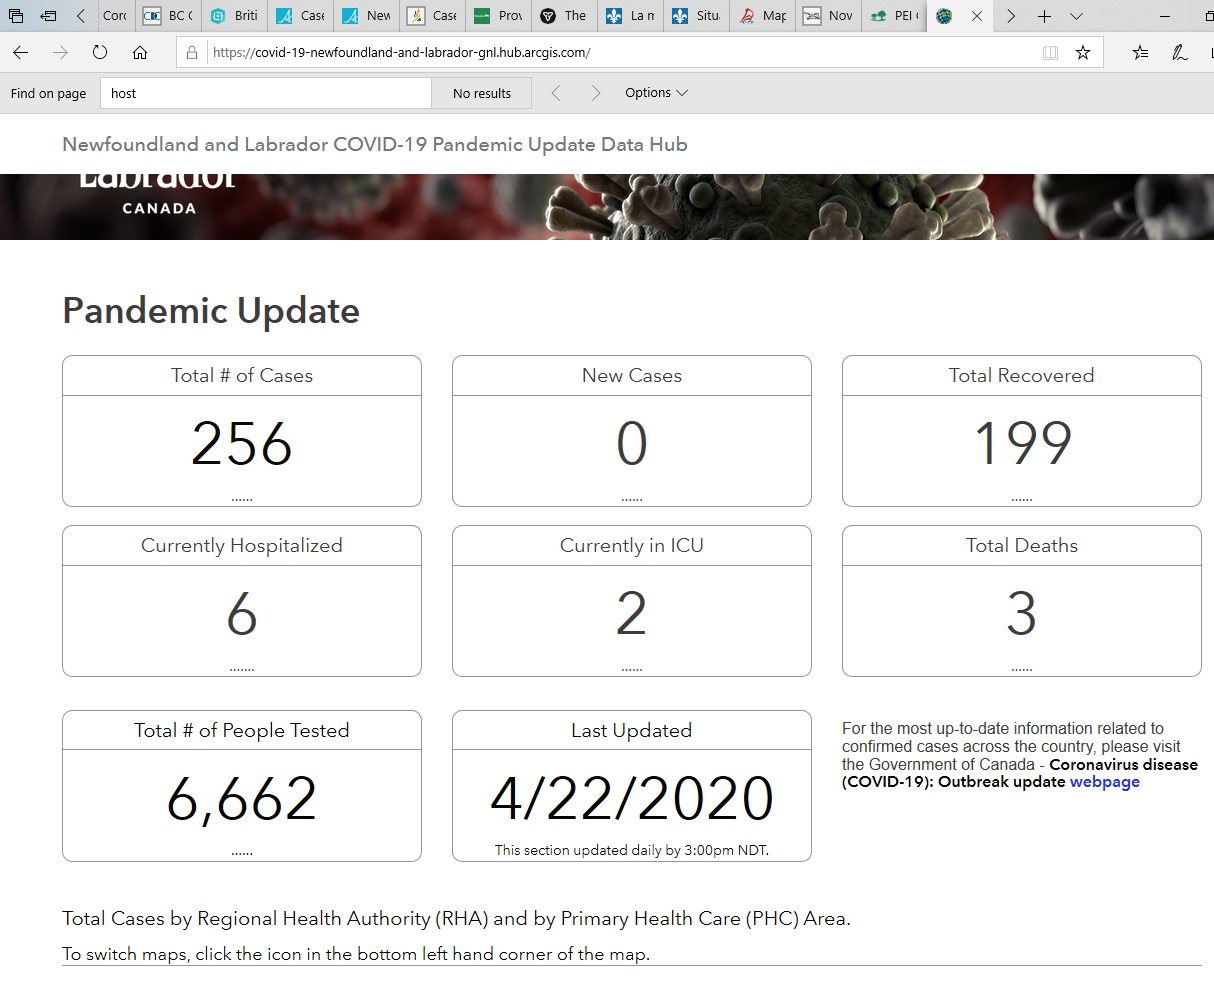 Corc BC C Briti Case New Case Prov The La m Situ Map Nov PEI
https://covid-19-newfoundland-and-labrador-gnl.hub.arcgis.com/
Find on page host No results Options
Newfoundland and Labrador COVID-19 Pandemic Update Data Hub
Labrador
CANADA
Pandemic Update
Total # of Cases New Cases Total Recovered
256 0 199
...... ...... ......
Currently Hospitalized Currently in ICU Total Deaths
6 2 3
....... ...... ......
Total # of People Tested Last Updated
6,662 4/22/2020
...... This section updated daily by 3:00pm NDT.
For the most up-to-date information related to
confirmed cases across the country, please visit
the Government of Canada - Coronavirus disease
(COVID-19): Outbreak update webpage
Total Cases by Regional Health Authority (RHA) and by Primary Health Care (PHC) Area.
To switch maps, click the icon in the bottom left hand corner of the map.